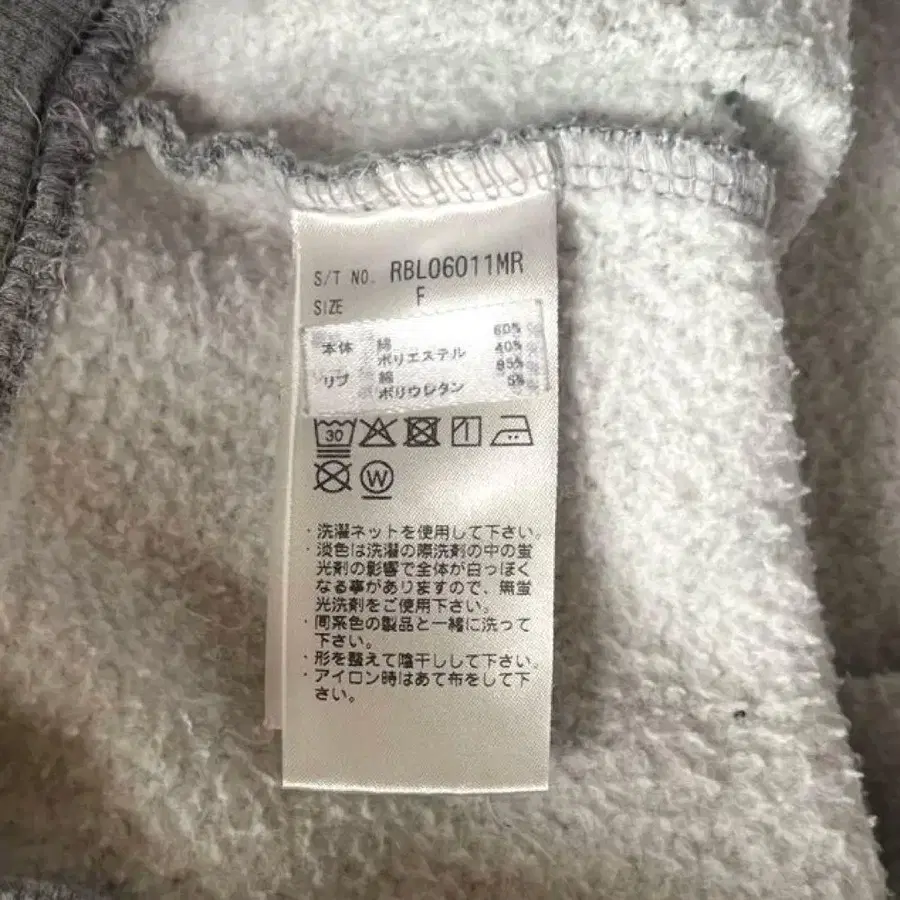 S/T NO. RBL06011MR
SIZE F
本体 綿 60%
ポリエステル 40%
リブ 綿 95%
ポリウレタン 5%
30
W
・洗濯ネットを使用して下さい。
・淡色は洗濯の際洗剤の中の蛍
光剤の影響で全体が白っぽく
なる事がありますので、無蛍
光洗剤をご使用下さい。
・同系色の製品と一緒に洗って
下さい。
・形を整えて陰干しして下さい。
・アイロン時はあて布をして下
さい。